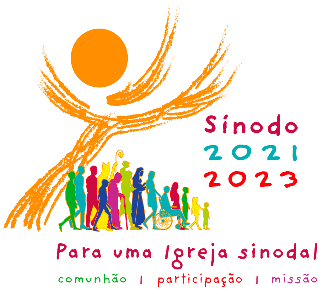 Sínodo
2021
2023
Para uma Igreja sinodal
comunhão | participação | missão